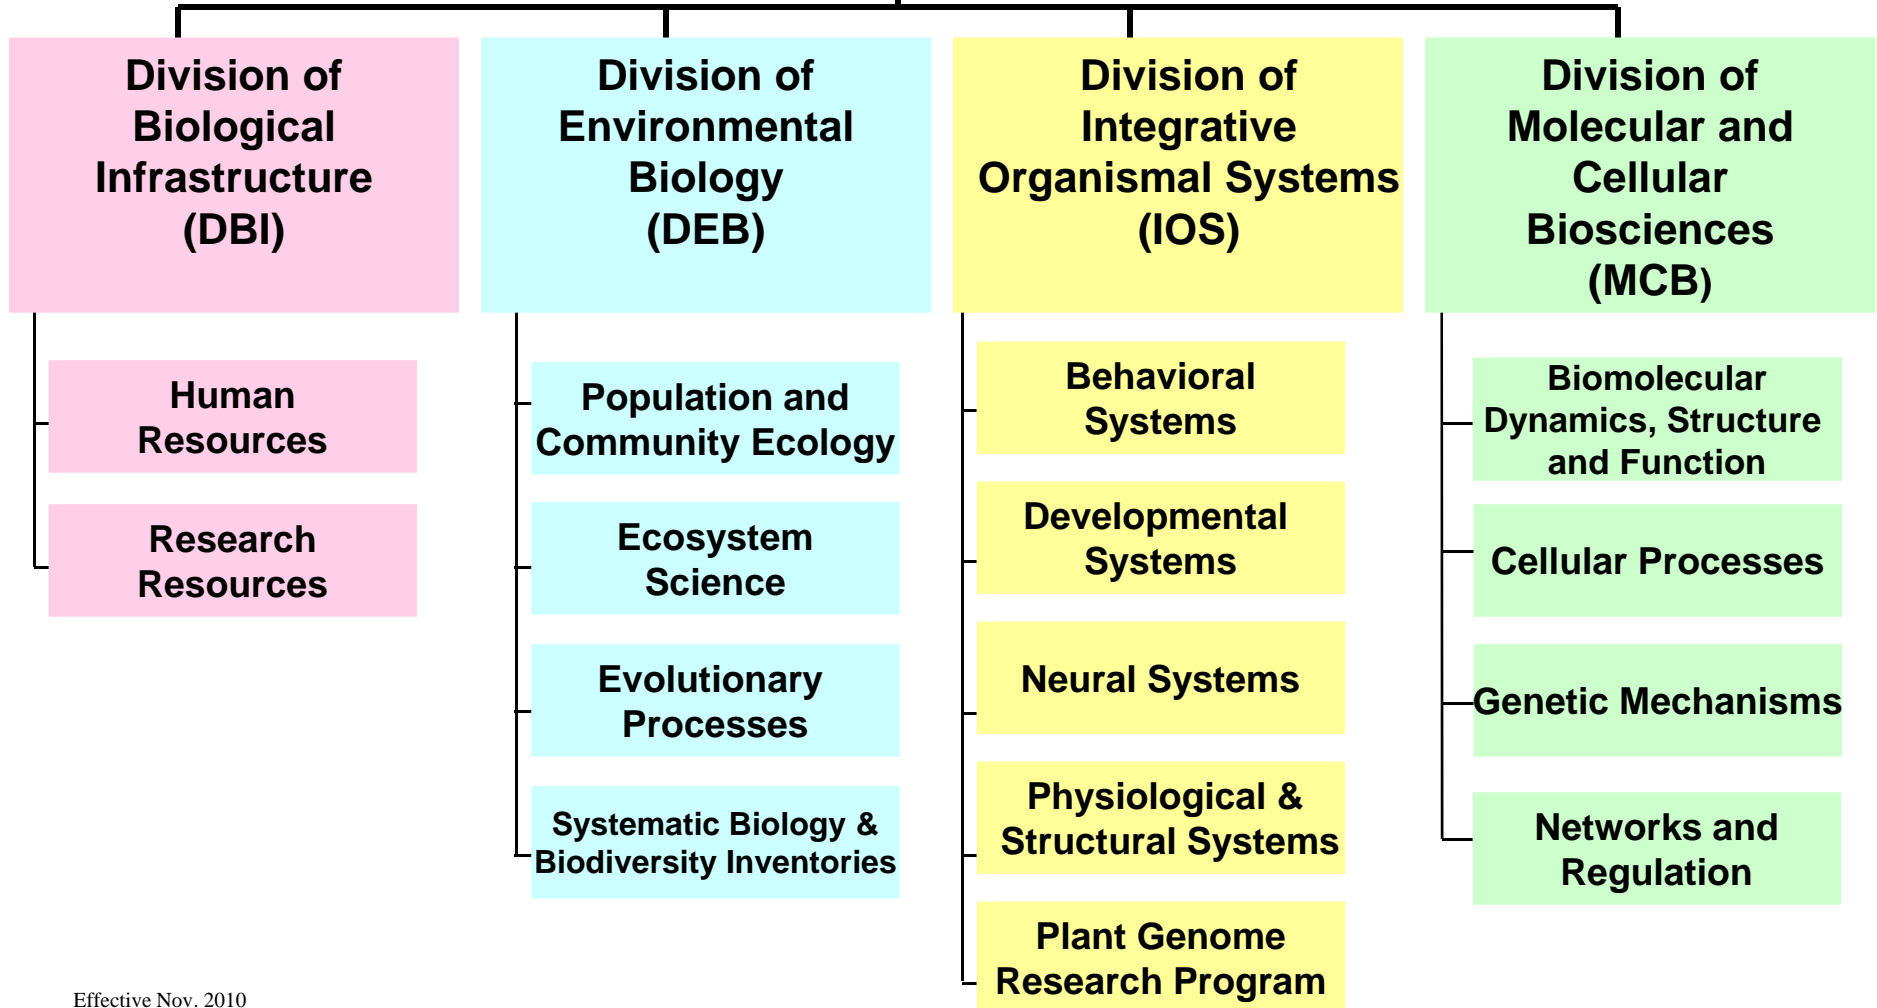 Division of
Biological
Infrastructure
(DBI)
Human
Resources
Research
Resources
Division of
Environmental
Biology
(DEB)
Population and
Community Ecology
Ecosystem
Science
Evolutionary
Processes
Systematic Biology &
Biodiversity Inventories
Division of
Integrative
Organismal Systems
(IOS)
Behavioral
Systems
Developmental
Systems
Neural Systems
Physiological &
Structural Systems
Plant Genome
Research Program
Division of
Molecular and
Cellular
Biosciences
(MCB)
Biomolecular
Dynamics, Structure
and Function
Cellular Processes
Genetic Mechanisms
Networks and
Regulation
Effective Nov. 2010